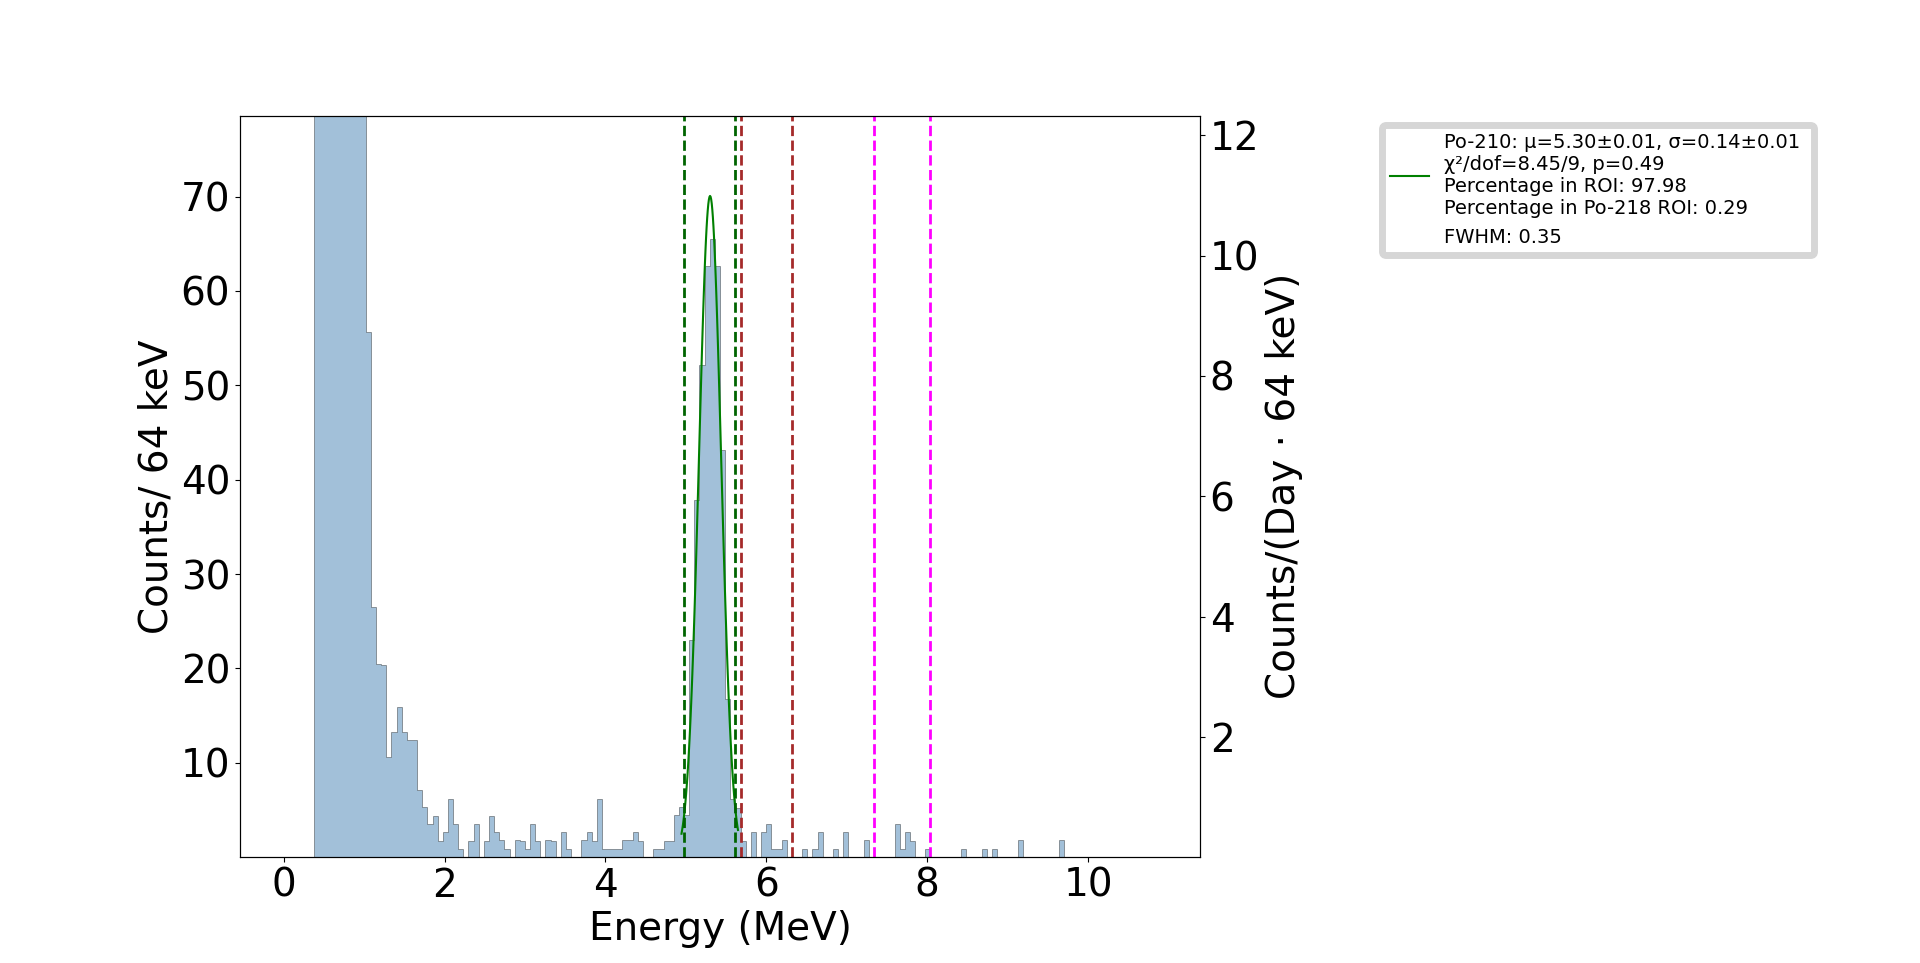 Po-210: μ=5.30±0.01, σ=0.14±0.01
χ²/dof=8.45/9, p=0.49
Percentage in ROI: 97.98
Percentage in Po-218 ROI: 0.29
FWHM: 0.35
Counts/ 64 keV
70
60
50
40
30
20
10
12
10
8
6
4
2
Counts/(Day · 64 keV)
0 2 4 6 8 10
Energy (MeV)